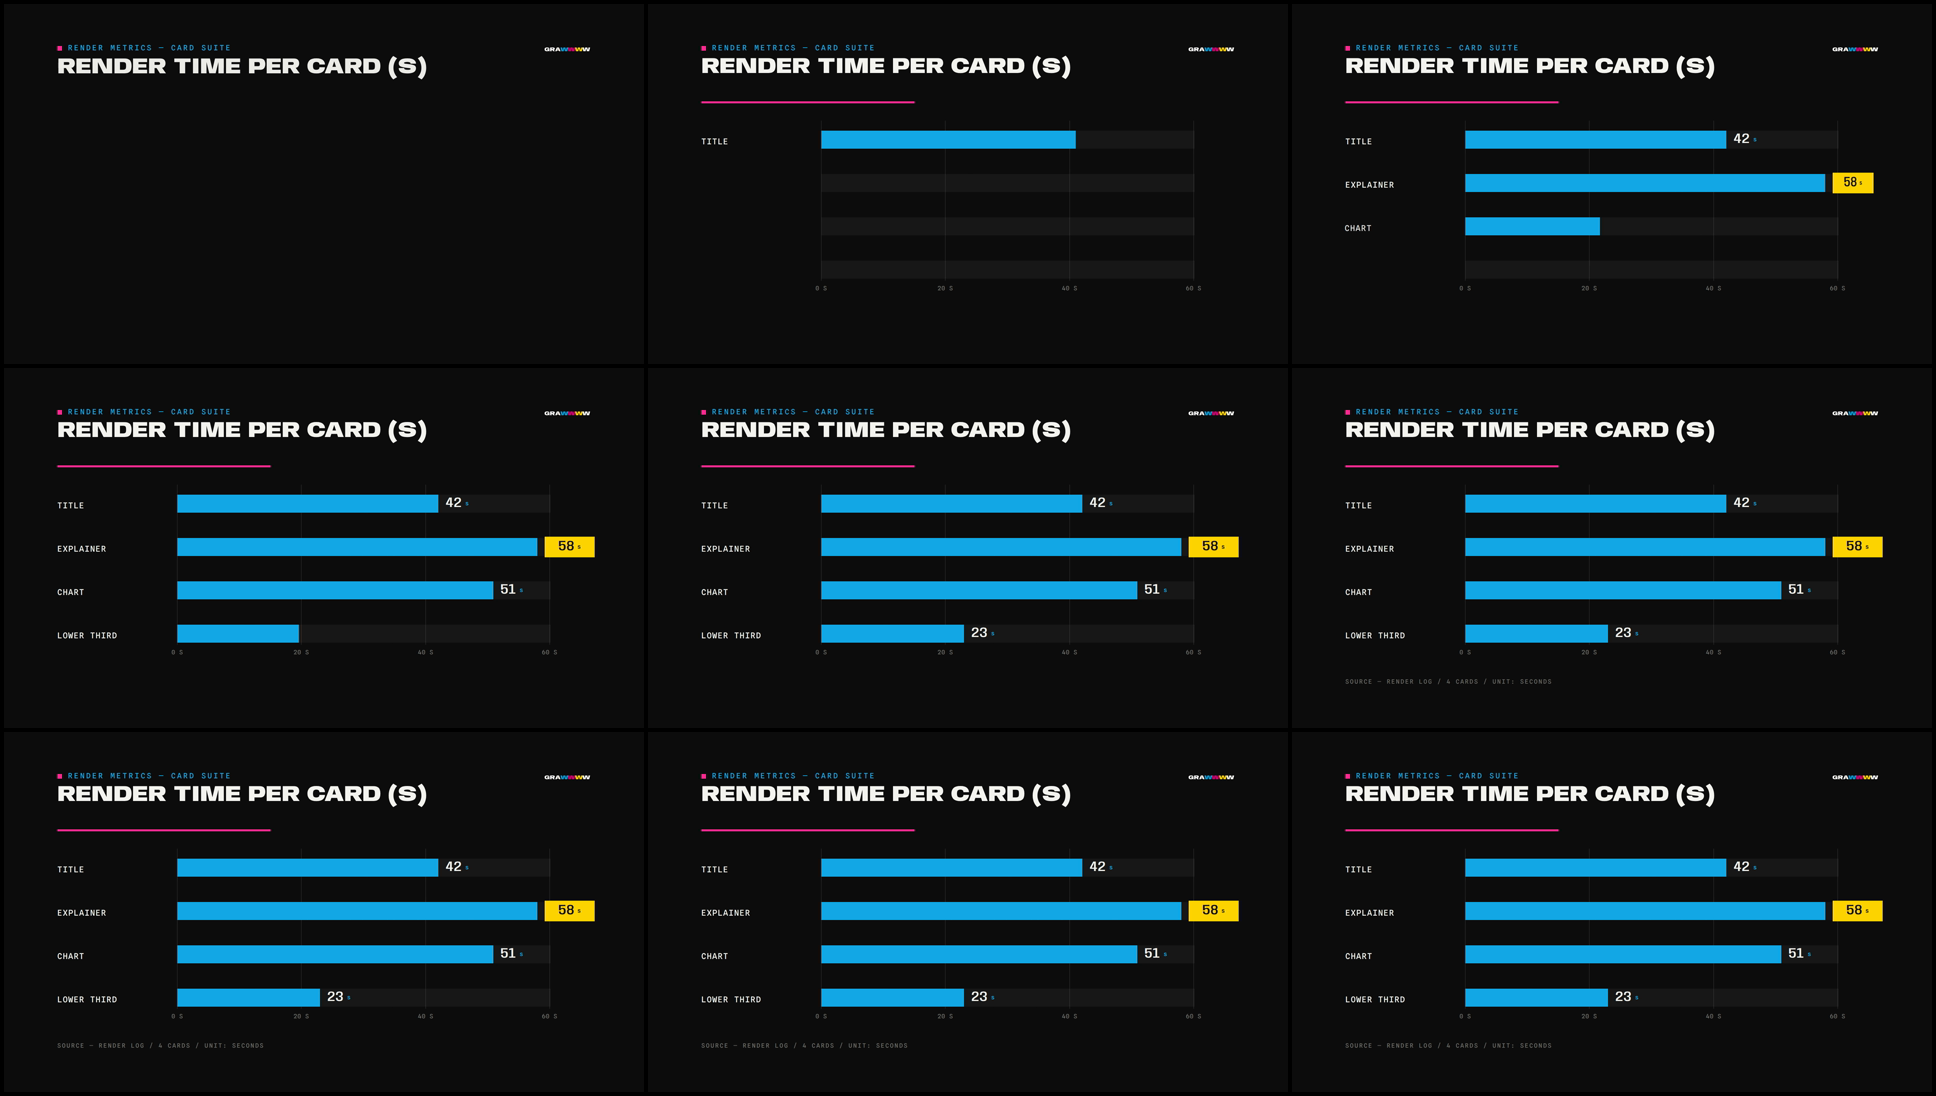 RENDER METRICS — CARD SUITE
GRAWWWW
RENDER TIME PER CARD (S)
RENDER METRICS — CARD SUITE
GRAWWWW
RENDER TIME PER CARD (S)
TITLE
0 S 20 S 40 S 60 S
RENDER METRICS — CARD SUITE
GRAWWWW
RENDER TIME PER CARD (S)
TITLE 42 s
EXPLAINER 58 s
CHART
0 S 20 S 40 S 60 S
RENDER METRICS — CARD SUITE
GRAWWWW
RENDER TIME PER CARD (S)
TITLE 42 s
EXPLAINER 58 s
CHART 51 s
LOWER THIRD
0 S 20 S 40 S 60 S
RENDER METRICS — CARD SUITE
GRAWWWW
RENDER TIME PER CARD (S)
TITLE 42 s
EXPLAINER 58 s
CHART 51 s
LOWER THIRD 23 s
0 S 20 S 40 S 60 S
RENDER METRICS — CARD SUITE
GRAWWWW
RENDER TIME PER CARD (S)
TITLE 42 s
EXPLAINER 58 s
CHART 51 s
LOWER THIRD 23 s
0 S 20 S 40 S 60 S
SOURCE — RENDER LOG / 4 CARDS / UNIT: SECONDS
RENDER METRICS — CARD SUITE
GRAWWWW
RENDER TIME PER CARD (S)
TITLE 42 s
EXPLAINER 58 s
CHART 51 s
LOWER THIRD 23 s
0 S 20 S 40 S 60 S
SOURCE — RENDER LOG / 4 CARDS / UNIT: SECONDS
RENDER METRICS — CARD SUITE
GRAWWWW
RENDER TIME PER CARD (S)
TITLE 42 s
EXPLAINER 58 s
CHART 51 s
LOWER THIRD 23 s
0 S 20 S 40 S 60 S
SOURCE — RENDER LOG / 4 CARDS / UNIT: SECONDS
RENDER METRICS — CARD SUITE
GRAWWWW
RENDER TIME PER CARD (S)
TITLE 42 s
EXPLAINER 58 s
CHART 51 s
LOWER THIRD 23 s
0 S 20 S 40 S 60 S
SOURCE — RENDER LOG / 4 CARDS / UNIT: SECONDS